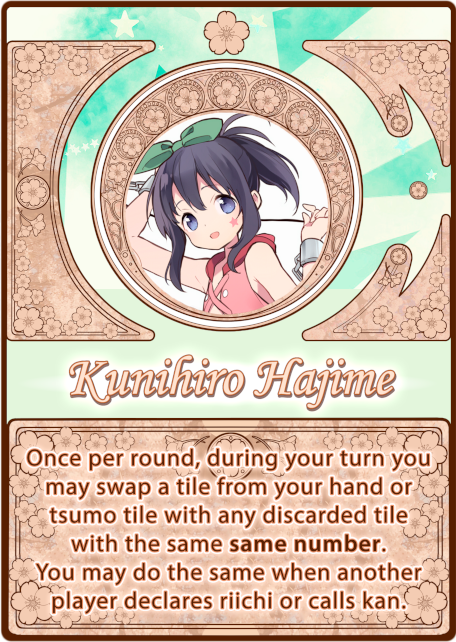 Kunihiro Hajime
Once per round, during your turn you
may swap a tile from your hand or
tsumo tile with any discarded tile
with the same same number.
You may do the same when another
player declares riichi or calls kan.